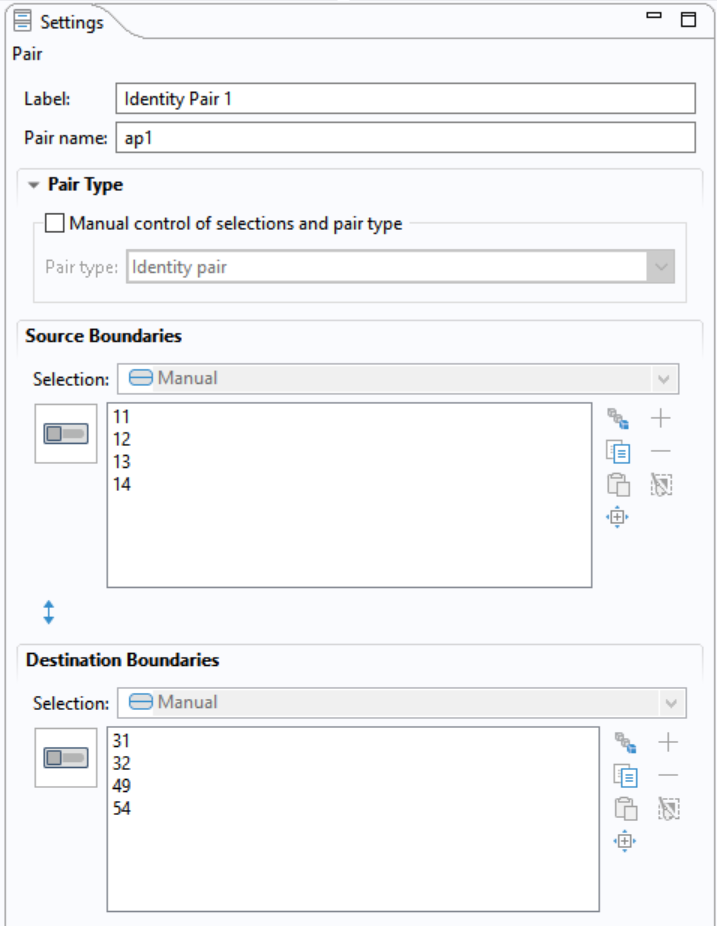 Settings
Pair
Label: Identity Pair 1
Pair name: ap1
Pair Type
Manual control of selections and pair type
Pair type: Identity pair
Source Boundaries
Selection: Manual
11
12
13
14
Destination Boundaries
Selection: Manual
31
32
49
54